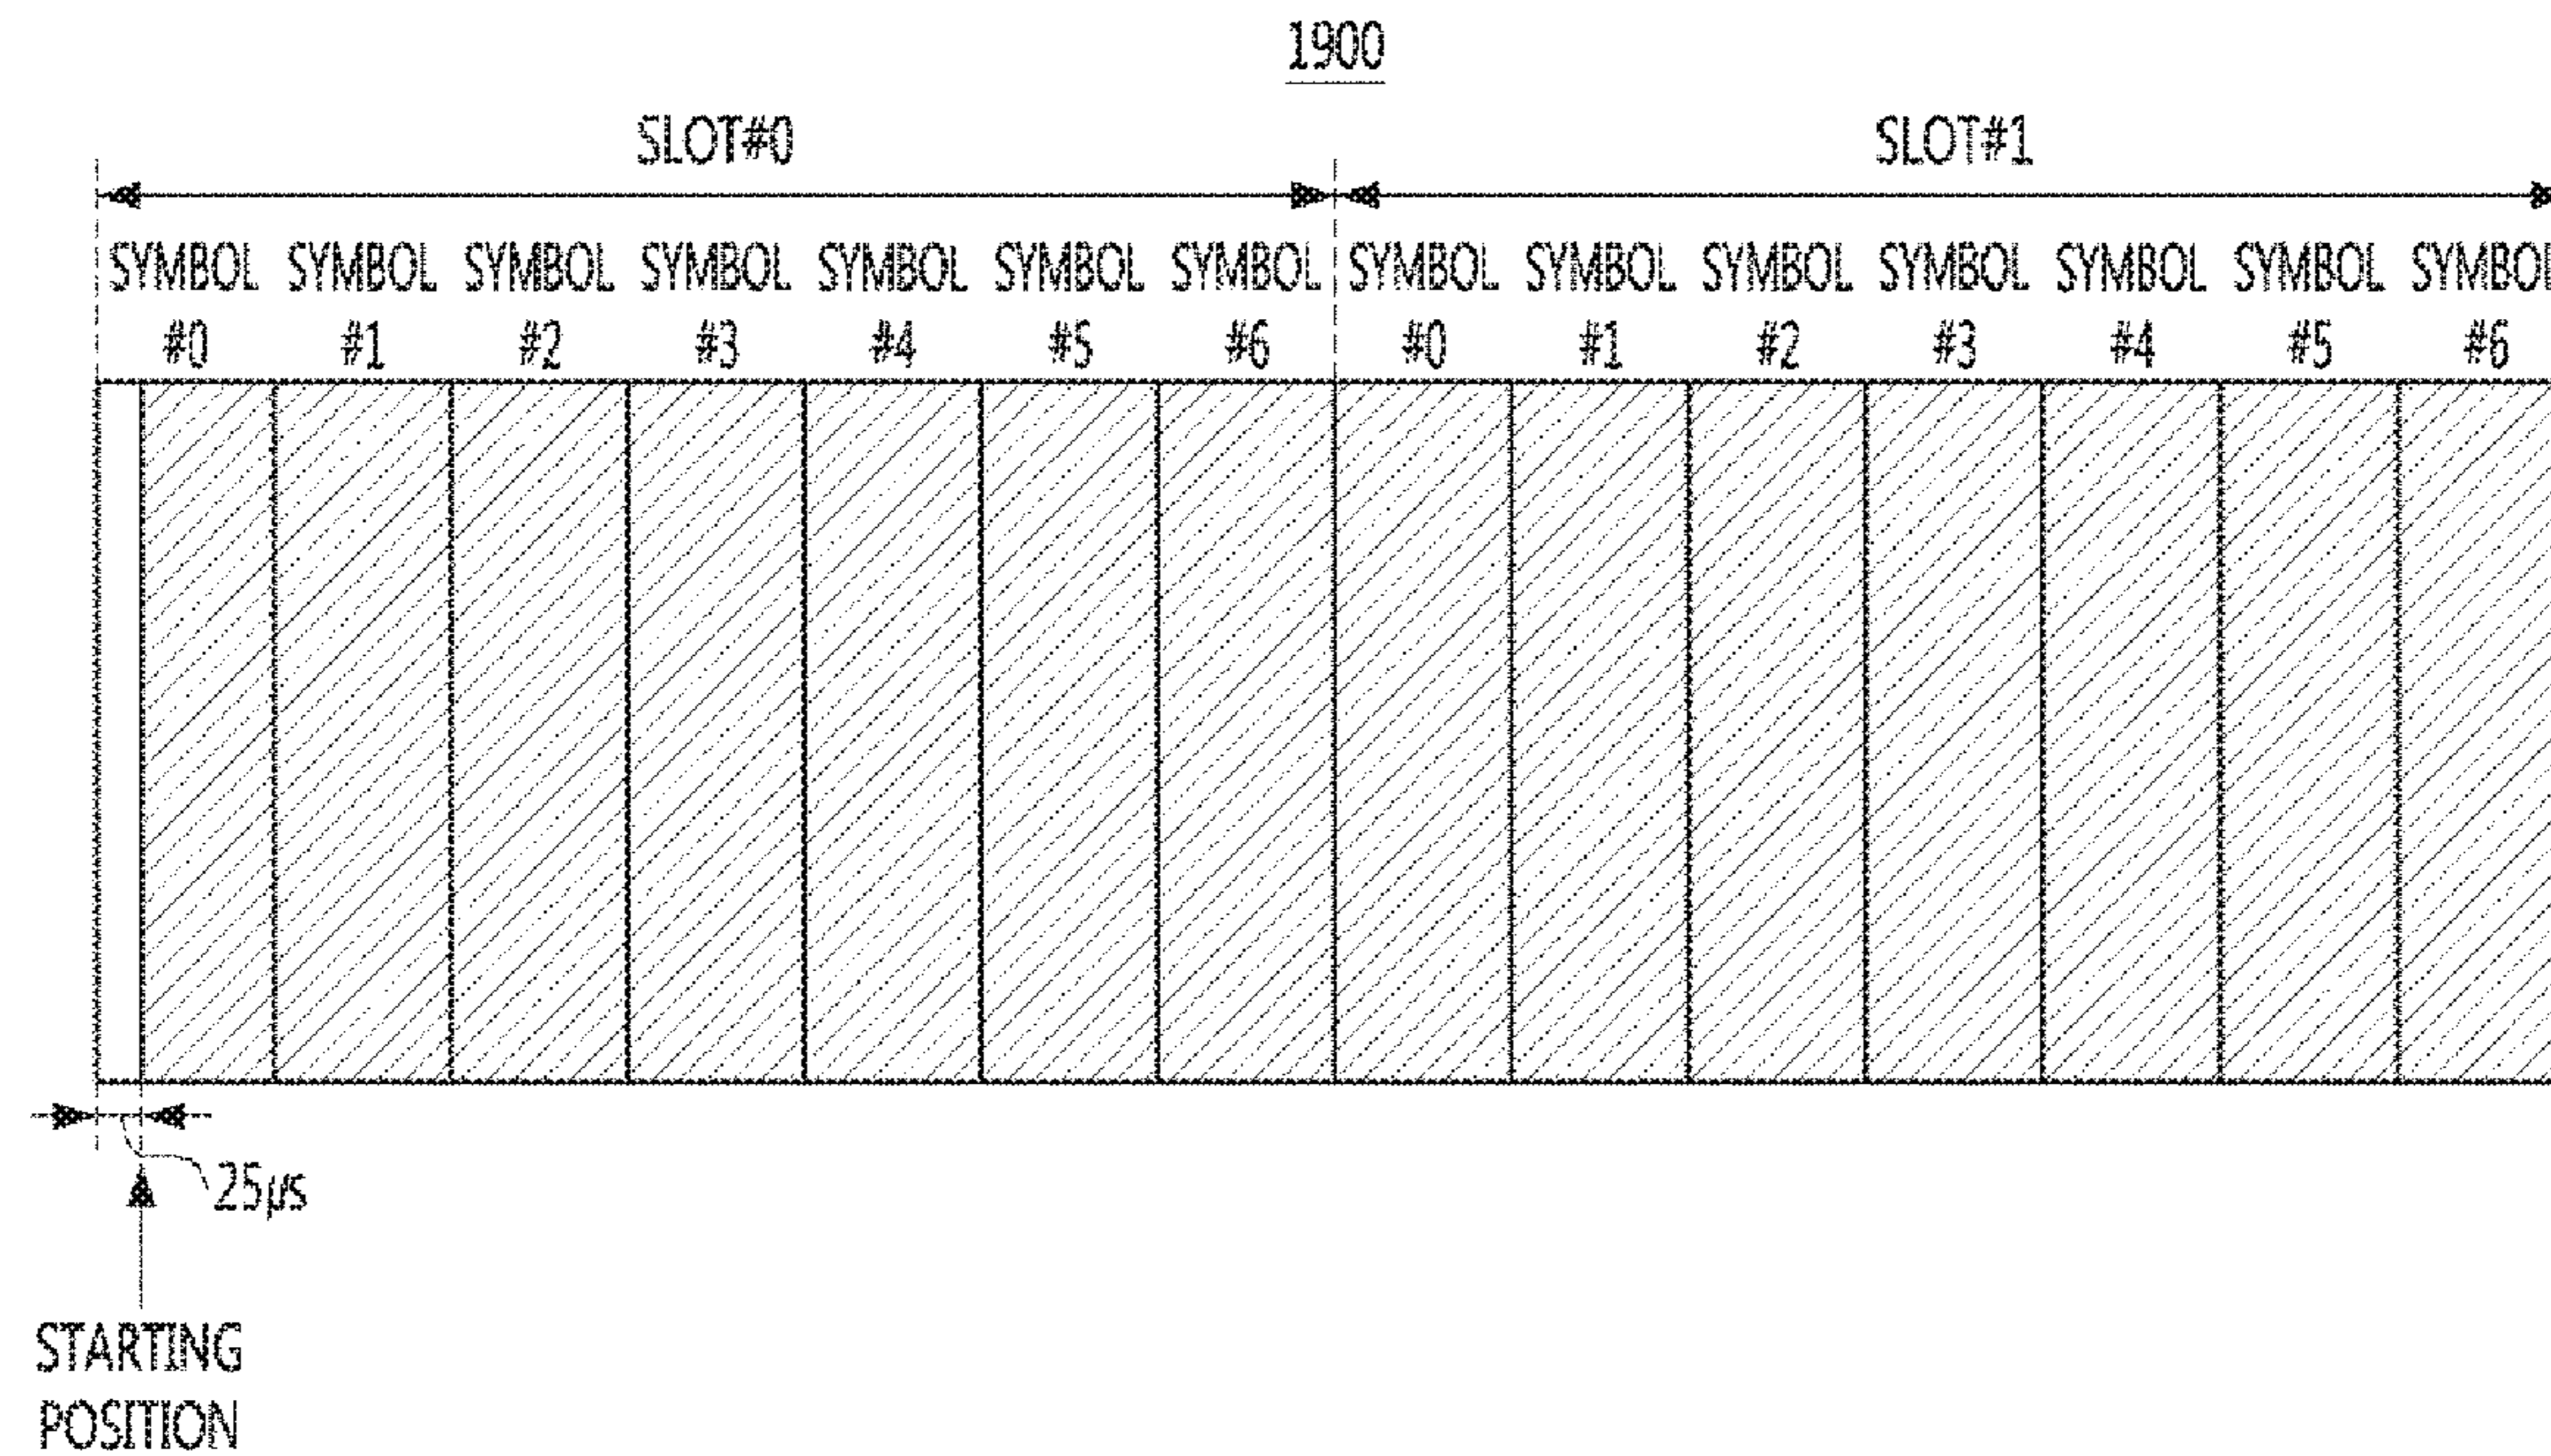 1900
SLOT#0 SLOT#1
SYMBOL SYMBOL SYMBOL SYMBOL SYMBOL SYMBOL SYMBOL SYMBOL SYMBOL SYMBOL SYMBOL SYMBOL SYMBOL SYMBOL
#0 #1 #2 #3 #4 #5 #6 #0 #1 #2 #3 #4 #5 #6
25μs
STARTING
POSITION